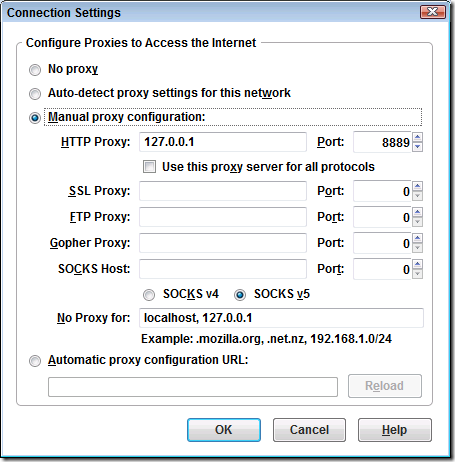 Connection Settings
Configure Proxies to Access the Internet
No proxy
Auto-detect proxy settings for this network
Manual proxy configuration:
HTTP Proxy: 127.0.0.1 Port: 8889
Use this proxy server for all protocols
SSL Proxy: Port: 0
FTP Proxy: Port: 0
Gopher Proxy: Port: 0
SOCKS Host: Port: 0
SOCKS v4 SOCKS v5
No Proxy for: localhost, 127.0.0.1
Example: .mozilla.org, .net.nz, 192.168.1.0/24
Automatic proxy configuration URL:
Reload
OK Cancel Help